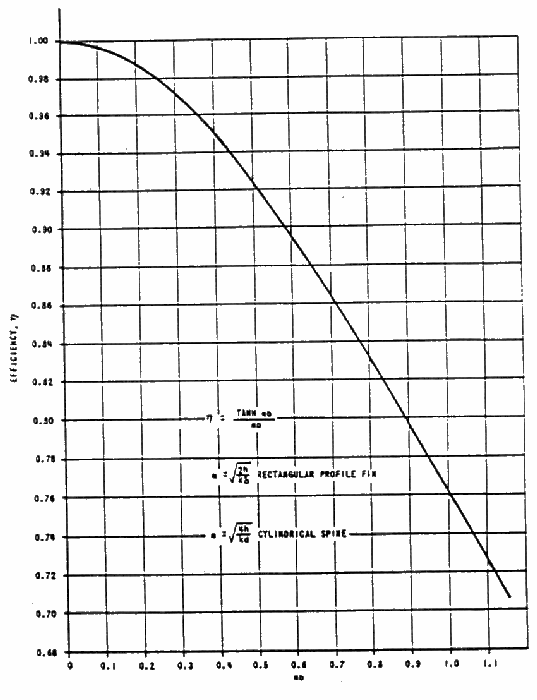 1.00
0.98
0.96
0.94
0.92
0.90
0.88
0.86
0.84
0.82
0.80
0.78
0.76
0.74
0.72
0.70
0.68
EFFICIENCY, η
η = TANH mb
mb
m = √ 2h
kδ RECTANGULAR PROFILE FIN
m = √ 4h
kd CYLINDRICAL SPINE
0 0.1 0.2 0.3 0.4 0.5 0.6 0.7 0.8 0.9 1.0 1.1
mb